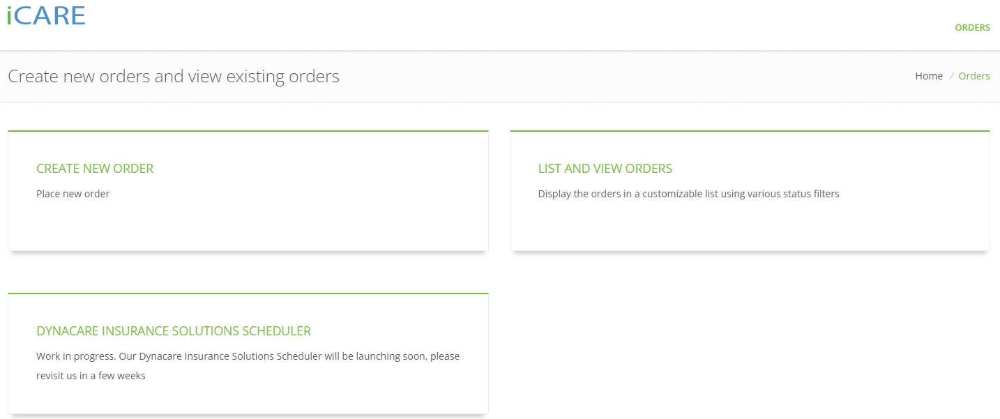 iCARE
ORDERS
Create new orders and view existing orders
Home / Orders
CREATE NEW ORDER
Place new order
LIST AND VIEW ORDERS
Display the orders in a customizable list using various status filters
DYNACARE INSURANCE SOLUTIONS SCHEDULER
Work in progress. Our Dynacare Insurance Solutions Scheduler will be launching soon, please
revisit us in a few weeks